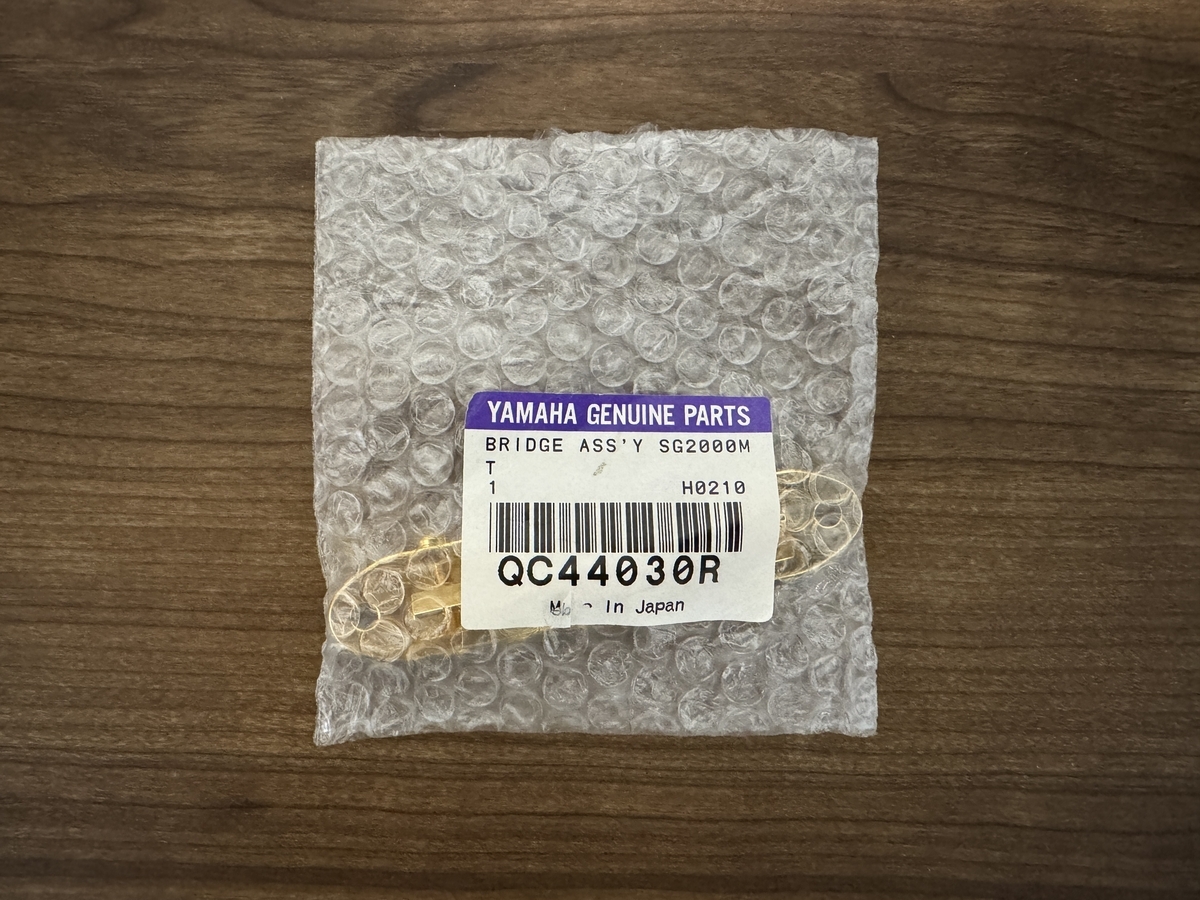 YAMAHA GENUINE PARTS
BRIDGE ASS'Y SG2000M
T
1 H0210
QC44030R
In Japan